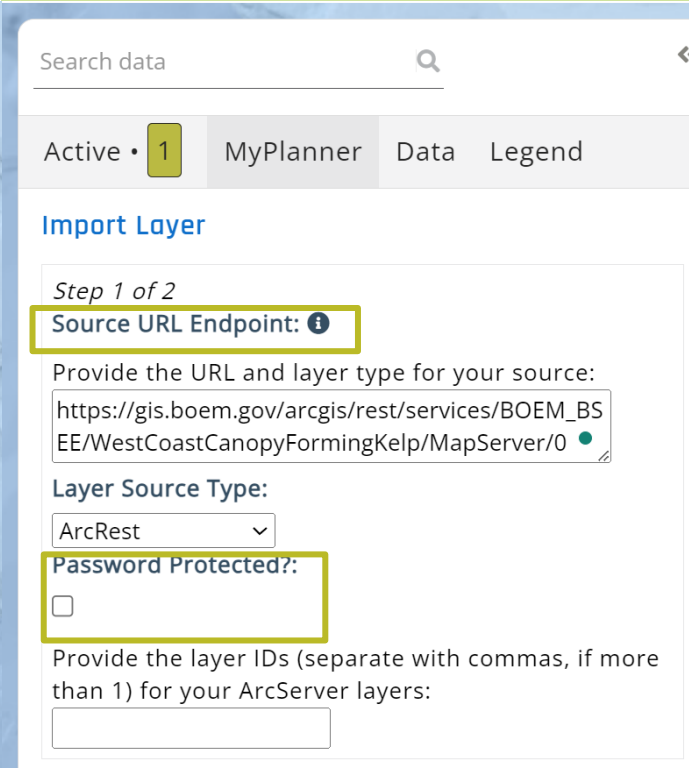 Search data
Active • 1 MyPlanner Data Legend
Import Layer
Step 1 of 2
Source URL Endpoint:
Provide the URL and layer type for your source:
https://gis.boem.gov/arcgis/rest/services/BOEM_BS
EE/WestCoastCanopyFormingKelp/MapServer/0
Layer Source Type:
ArcRest
Password Protected?:
Provide the layer IDs (separate with commas, if more
than 1) for your ArcServer layers: